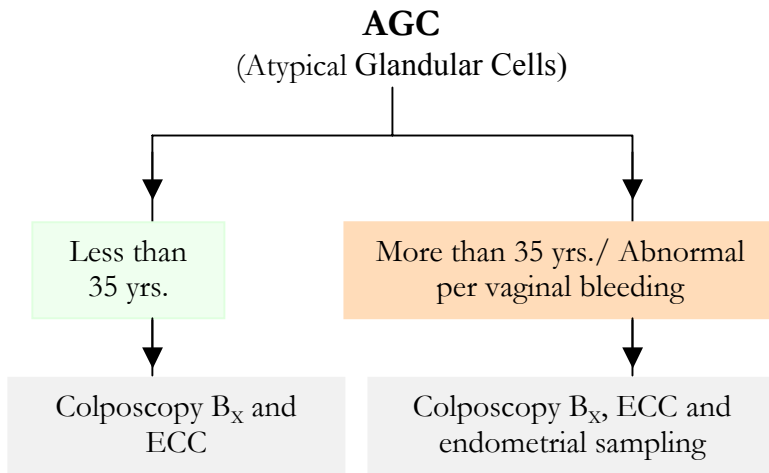 AGC
(Atypical Glandular Cells)
Less than
35 yrs.
More than 35 yrs./ Abnormal
per vaginal bleeding
Colposcopy Bx and
ECC
Colposcopy Bx, ECC and
endometrial sampling